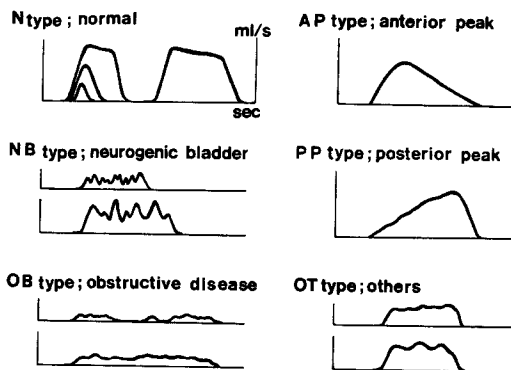 N type; normal
ml/s
sec
AP type; anterior peak
NB type; neurogenic bladder
PP type; posterior peak
OB type; obstructive disease
OT type; others